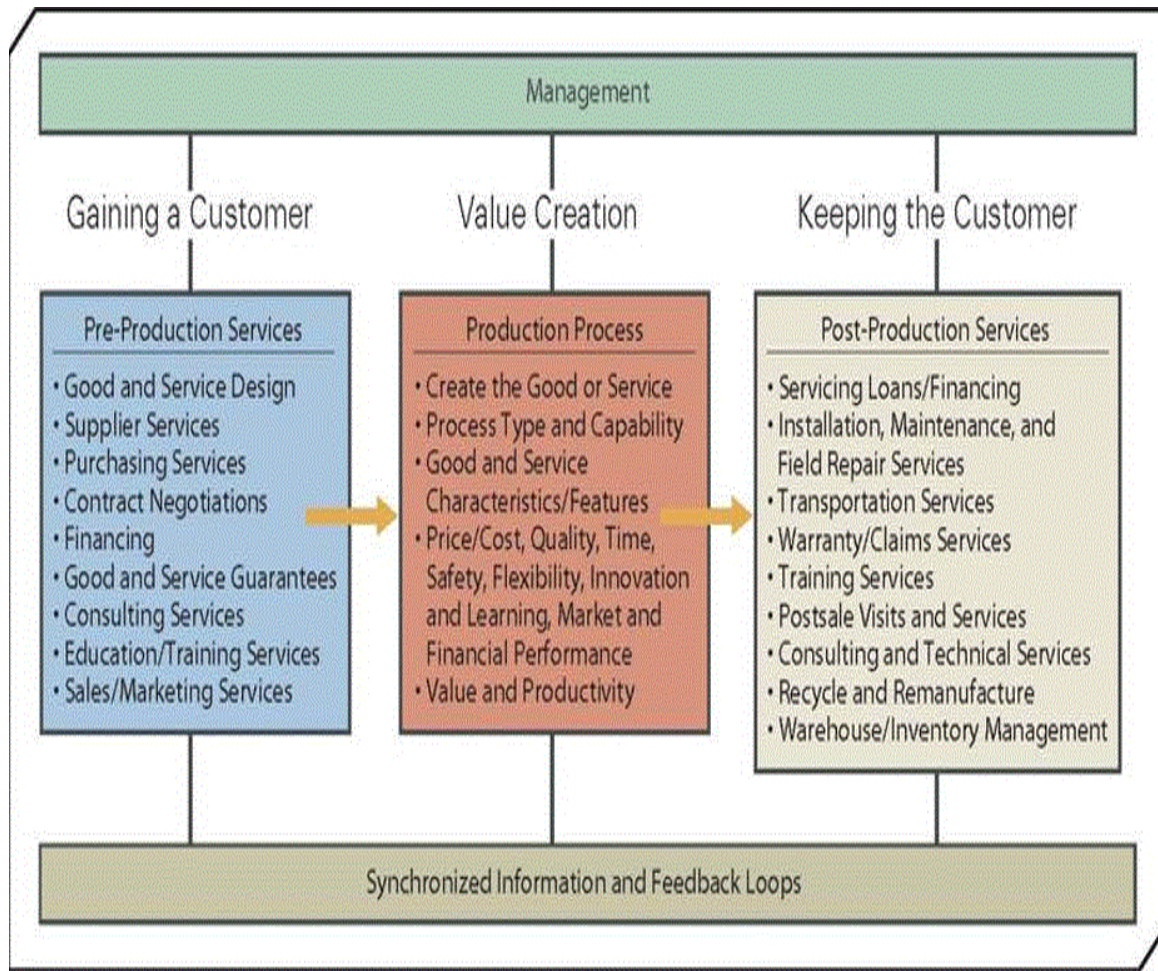 Management
Gaining a Customer
Value Creation
Keeping the Customer
Pre-Production Services
• Good and Service Design
• Supplier Services
• Purchasing Services
• Contract Negotiations
• Financing
• Good and Service Guarantees
• Consulting Services
• Education/Training Services
• Sales/Marketing Services
Production Process
• Create the Good or Service
• Process Type and Capability
• Good and Service
Characteristics/Features
• Price/Cost, Quality, Time,
Safety, Flexibility, Innovation
and Learning, Market and
Financial Performance
• Value and Productivity
Post-Production Services
• Servicing Loans/Financing
• Installation, Maintenance, and
Field Repair Services
• Transportation Services
• Warranty/Claims Services
• Training Services
• Postsale Visits and Services
• Consulting and Technical Services
• Recycle and Remanufacture
• Warehouse/Inventory Management
Synchronized Information and Feedback Loops